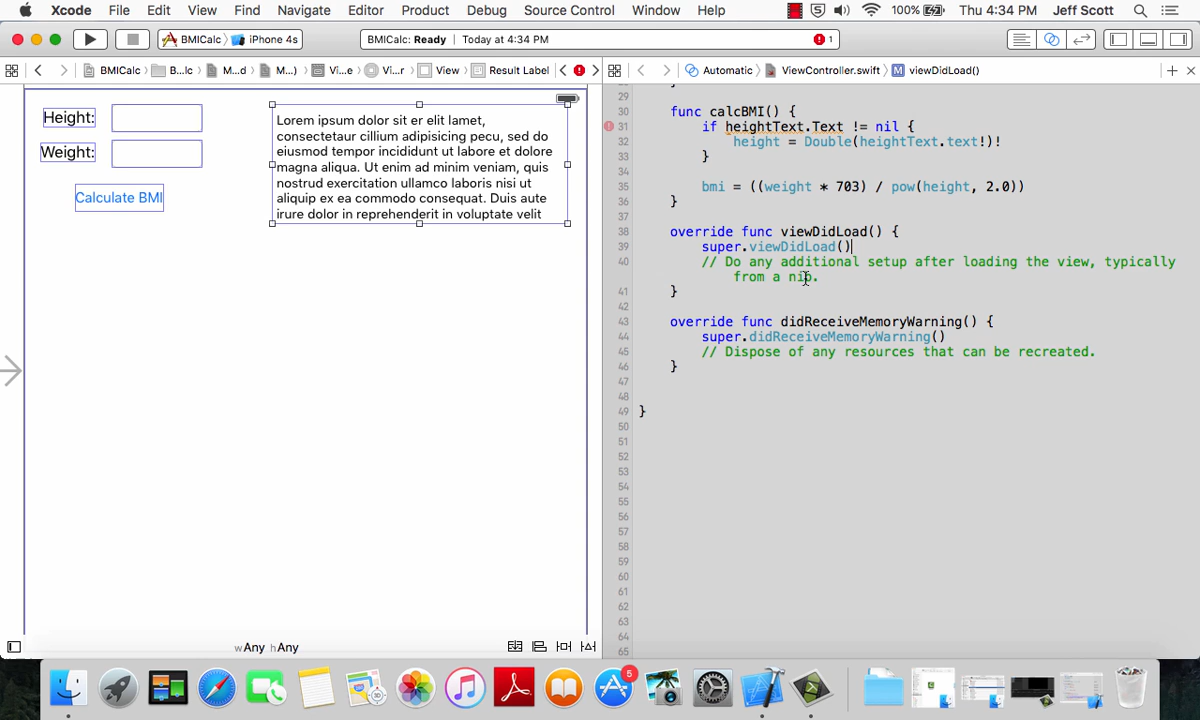 Xcode File Edit View Find Navigate Editor Product Debug Source Control Window Help 100% Thu 4:34 PM Jeff Scott
BMICalc iPhone 4s BMICalc: Ready | Today at 4:34 PM 1
BMICalc B...lc M...d M...) Vi...e Vi...r View Result Label Automatic ViewController.swift viewDidLoad()
Height:
Weight:
Calculate BMI
Lorem ipsum dolor sit er elit lamet,
consectetaur cillium adipisicing pecu, sed do
eiusmod tempor incididunt ut labore et dolore
magna aliqua. Ut enim ad minim veniam, quis
nostrud exercitation ullamco laboris nisi ut
aliquip ex ea commodo consequat. Duis aute
irure dolor in reprehenderit in voluptate velit
wAny hAny
29
30 func calcBMI() {
31 if heightText.Text != nil {
32 height = Double(heightText.text!)!
33 }
34
35 bmi = ((weight * 703) / pow(height, 2.0))
36 }
37
38 override func viewDidLoad() {
39 super.viewDidLoad()
40 // Do any additional setup after loading the view, typically
from a nib.
41 }
42
43 override func didReceiveMemoryWarning() {
44 super.didReceiveMemoryWarning()
45 // Dispose of any resources that can be recreated.
46 }
47
48
49 }
50
51
52
53
54
55
56
57
58
59
60
61
62
63
64
65
5